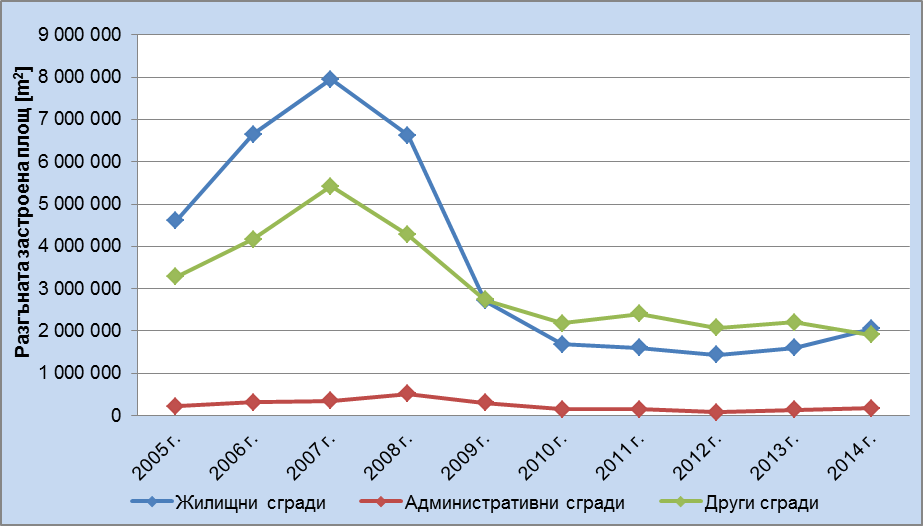 Разгъната застроена площ [m²]
9 000 000
8 000 000
7 000 000
6 000 000
5 000 000
4 000 000
3 000 000
2 000 000
1 000 000
0
2005 г.
2006 г.
2007 г.
2008 г.
2009 г.
2010 г.
2011 г.
2012 г.
2013 г.
2014 г.
Жилищни сгради
Административни сгради
Други сгради